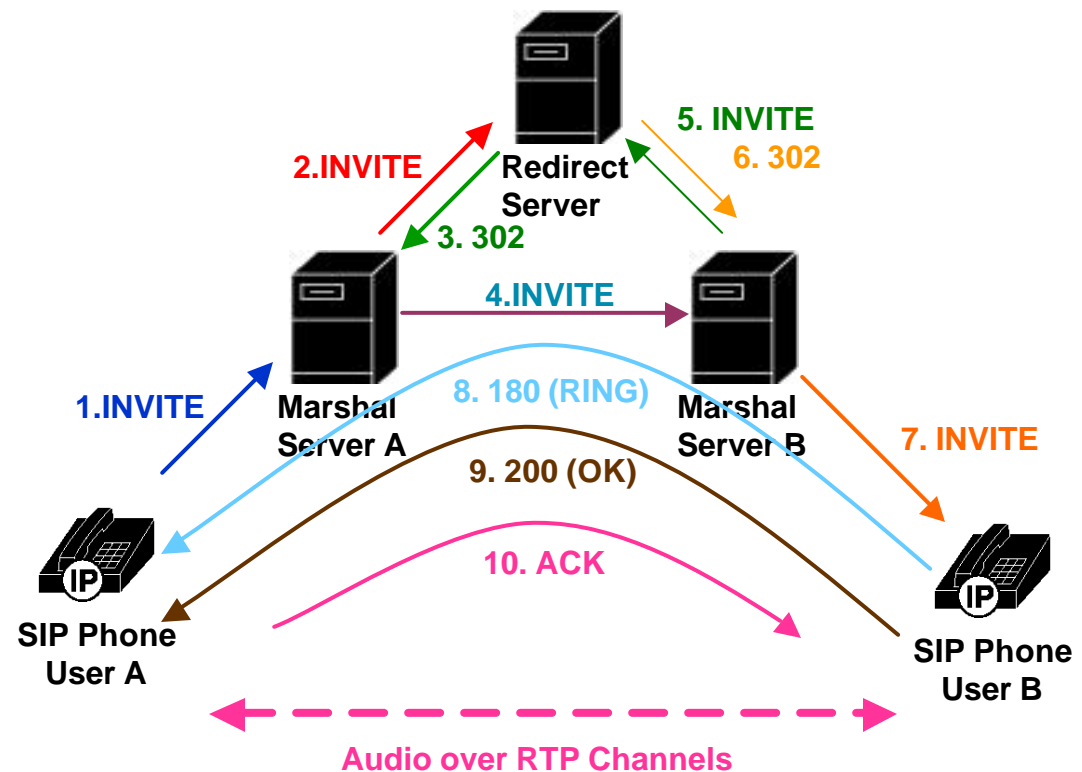 5. INVITE
6. 302
2.INVITE
Redirect
Server
3. 302
4.INVITE
8. 180 (RING)
1.INVITE
Marshal
Server A
Marshal
Server B
7. INVITE
9. 200 (OK)
10. ACK
IP
IP
SIP Phone
User A
SIP Phone
User B
Audio over RTP Channels